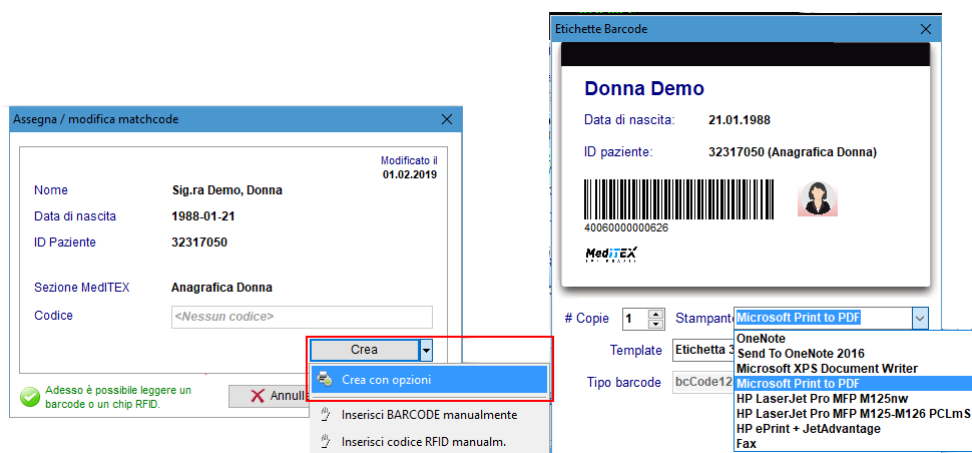 Assegna / modifica matchcode
Modificato il
01.02.2019
Nome Sig.ra Demo, Donna
Data di nascita 1988-01-21
ID Paziente 32317050
Sezione MedITEX Anagrafica Donna
Codice <Nessun codice>
Crea
Crea con opzioni
Inserisci BARCODE manualmente
Inserisci codice RFID manualm.
Adesso è possibile leggere un
barcode o un chip RFID.
Annull
Etichette Barcode
Donna Demo
Data di nascita: 21.01.1988
ID paziente: 32317050 (Anagrafica Donna)
40060000000626
MedITEX
# Copie 1 Stampant Microsoft Print to PDF
Template Etichetta 3
Tipo barcode bcCode12
OneNote
Send To OneNote 2016
Microsoft XPS Document Writer
Microsoft Print to PDF
HP LaserJet Pro MFP M125nw
HP LaserJet Pro MFP M125-M126 PCLmS
HP ePrint + JetAdvantage
Fax